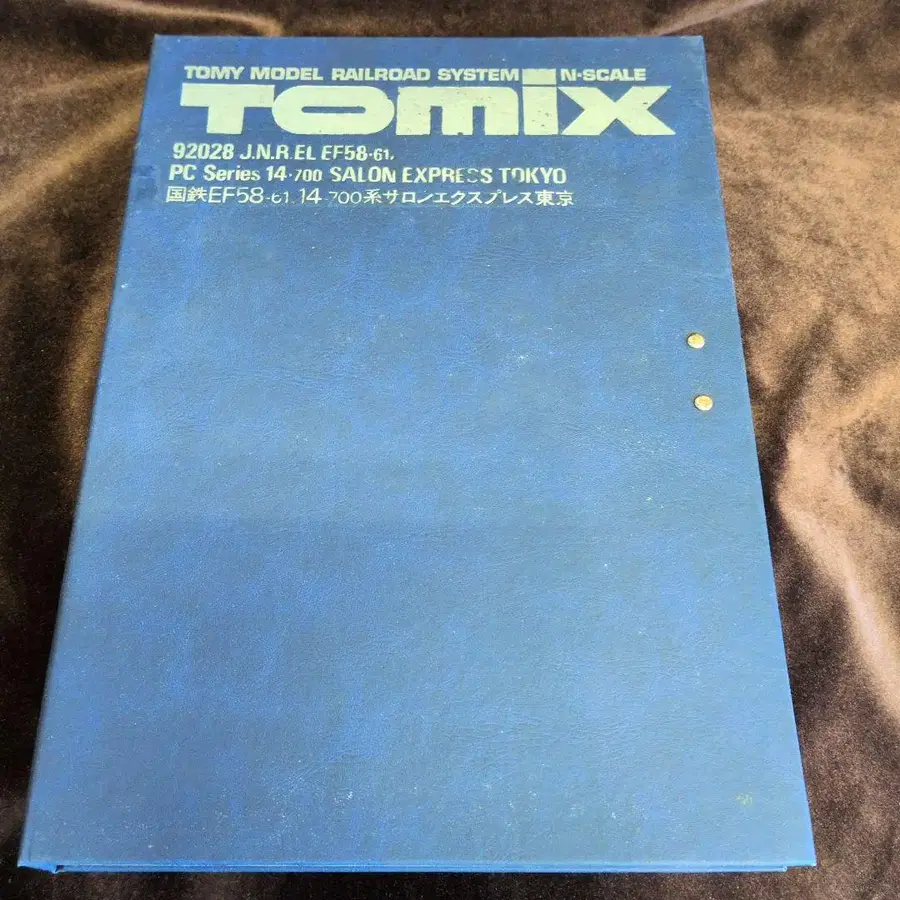 TOMY MODEL RAILROAD SYSTEM N·SCALE
TOMIX
92028 J.N.R.EL EF58·61,
PC Series 14·700 SALON EXPRESS TOKYO
国鉄EF58-61, 14-700系サロンエクスプレス東京